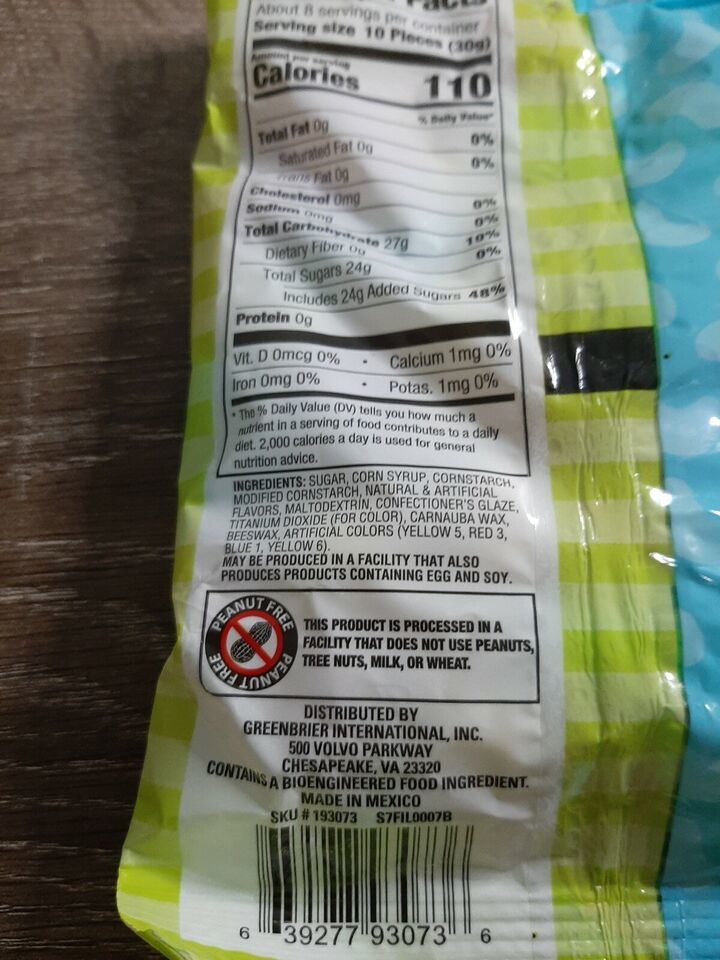 Facts
About 8 servings per container
Serving size 10 Pieces (30g)
Amount per serving
Calories 110
% Daily Value*
Total Fat 0g 0%
Saturated Fat 0g 0%
Trans Fat 0g
Cholesterol 0mg 0%
Sodium 0mg 0%
Total Carbohydrate 27g 10%
Dietary Fiber 0g 0%
Total Sugars 24g
Includes 24g Added Sugars 48%
Protein 0g
Vit. D 0mcg 0% • Calcium 1mg 0%
Iron 0mg 0% • Potas. 1mg 0%
* The % Daily Value (DV) tells you how much a
nutrient in a serving of food contributes to a daily
diet. 2,000 calories a day is used for general
nutrition advice.
INGREDIENTS: SUGAR, CORN SYRUP, CORNSTARCH,
MODIFIED CORNSTARCH, NATURAL & ARTIFICIAL
FLAVORS, MALTODEXTRIN, CONFECTIONER'S GLAZE,
TITANIUM DIOXIDE (FOR COLOR), CARNAUBA WAX,
BEESWAX, ARTIFICIAL COLORS (YELLOW 5, RED 3,
BLUE 1, YELLOW 6).
MAY BE PRODUCED IN A FACILITY THAT ALSO
PRODUCES PRODUCTS CONTAINING EGG AND SOY.
PEANUT FREE
PEANUT FREE
THIS PRODUCT IS PROCESSED IN A
FACILITY THAT DOES NOT USE PEANUTS,
TREE NUTS, MILK, OR WHEAT.
DISTRIBUTED BY
GREENBRIER INTERNATIONAL, INC.
500 VOLVO PARKWAY
CHESAPEAKE, VA 23320
CONTAINS A BIOENGINEERED FOOD INGREDIENT.
MADE IN MEXICO
SKU # 193073 S7FIL0007B
6 39277 93073 6